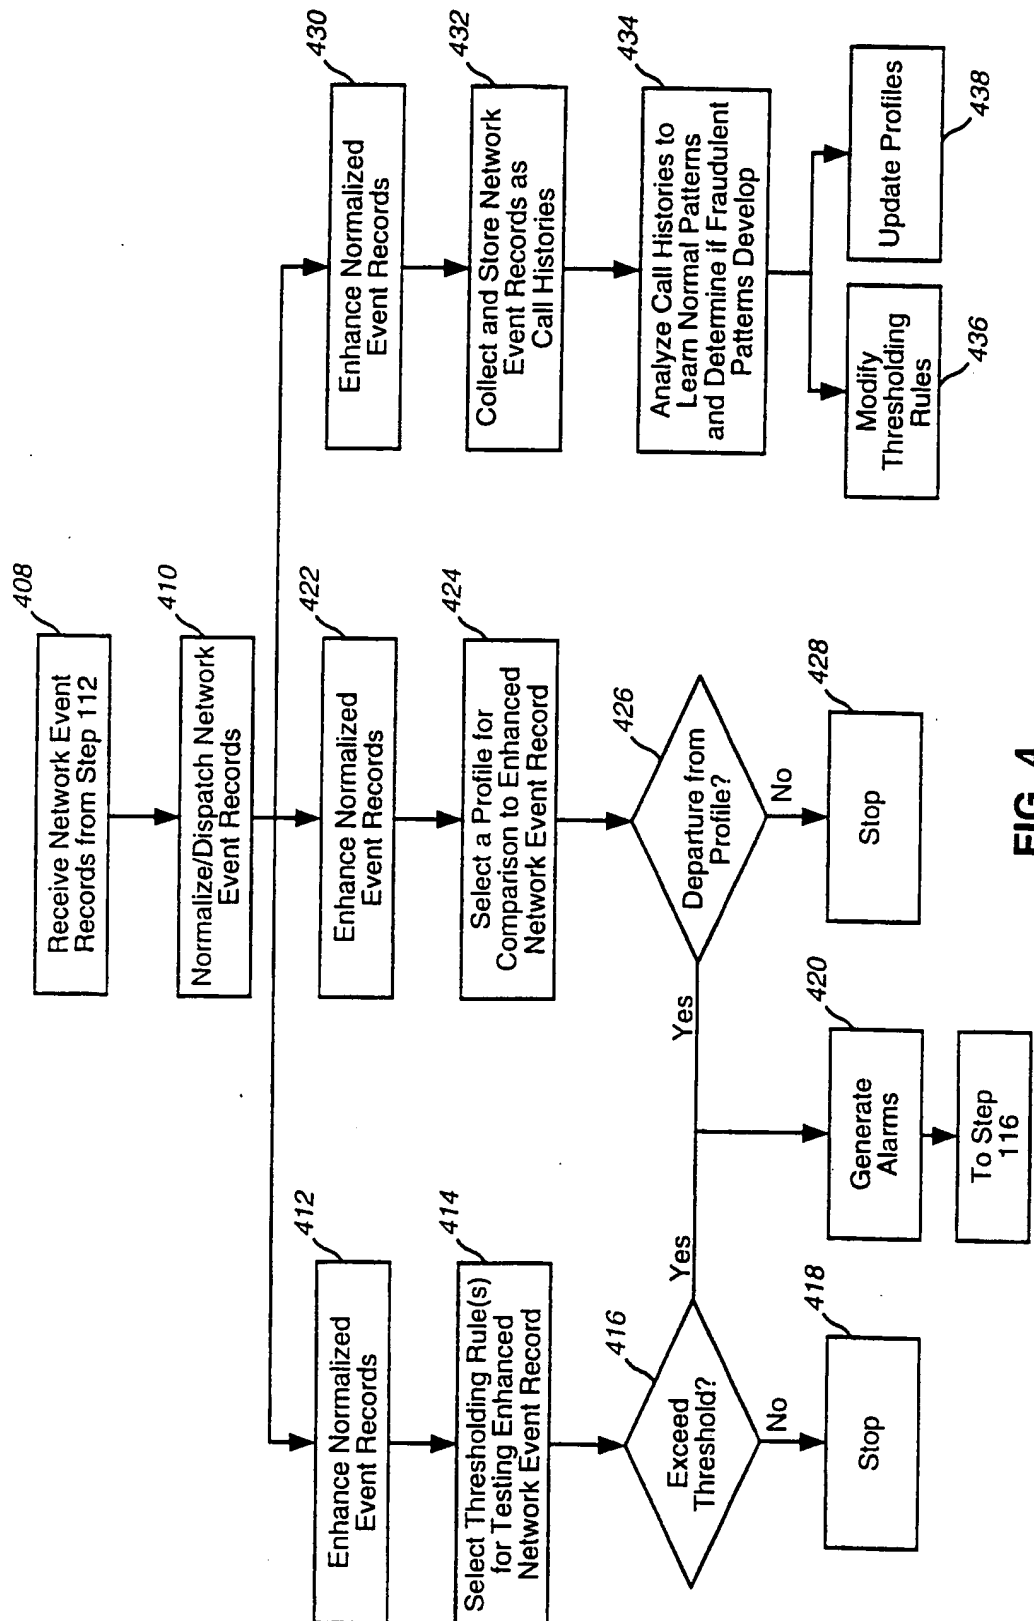 408
Receive Network Event
Records from Step 112
410
Normalize/Dispatch Network
Event Records
412
Enhance Normalized
Event Records
414
Select Thresholding Rule(s)
for Testing Enhanced
Network Event Record
416
Exceed
Threshold?
Yes
No
418
Stop
422
Enhance Normalized
Event Records
424
Select a Profile for
Comparison to Enhanced
Network Event Record
426
Departure from
Profile?
Yes
No
428
Stop
420
Generate
Alarms
To Step
116
430
Enhance Normalized
Event Records
432
Collect and Store Network
Event Records as
Call Histories
434
Analyze Call Histories to
Learn Normal Patterns
and Determine if Fraudulent
Patterns Develop
Modify
Thresholding
Rules
436
Update Profiles
438